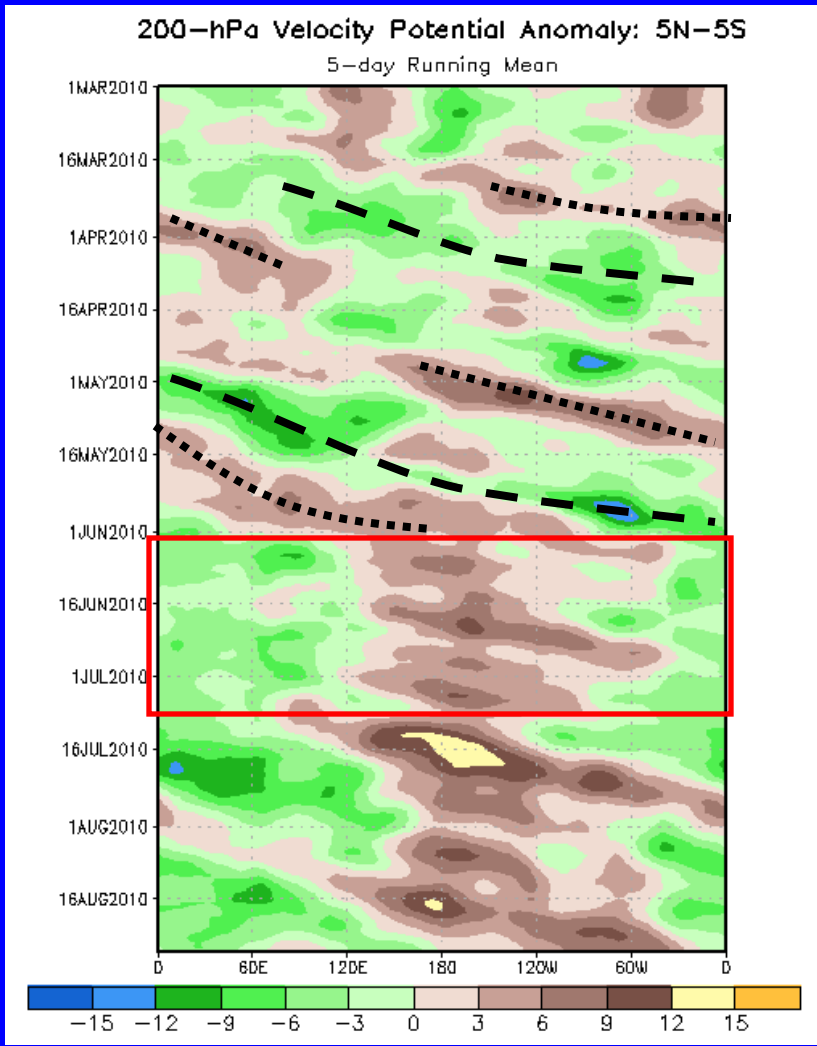 200-hPa Velocity Potential Anomaly: 5N-5S
5-day Running Mean
1MAR2010
16MAR2010
1APR2010
16APR2010
1MAY2010
16MAY2010
1JUN2010
16JUN2010
1JUL2010
16JUL2010
1AUG2010
16AUG2010
0 60E 120E 180 120W 60W 0
-15 -12 -9 -6 -3 0 3 6 9 12 15